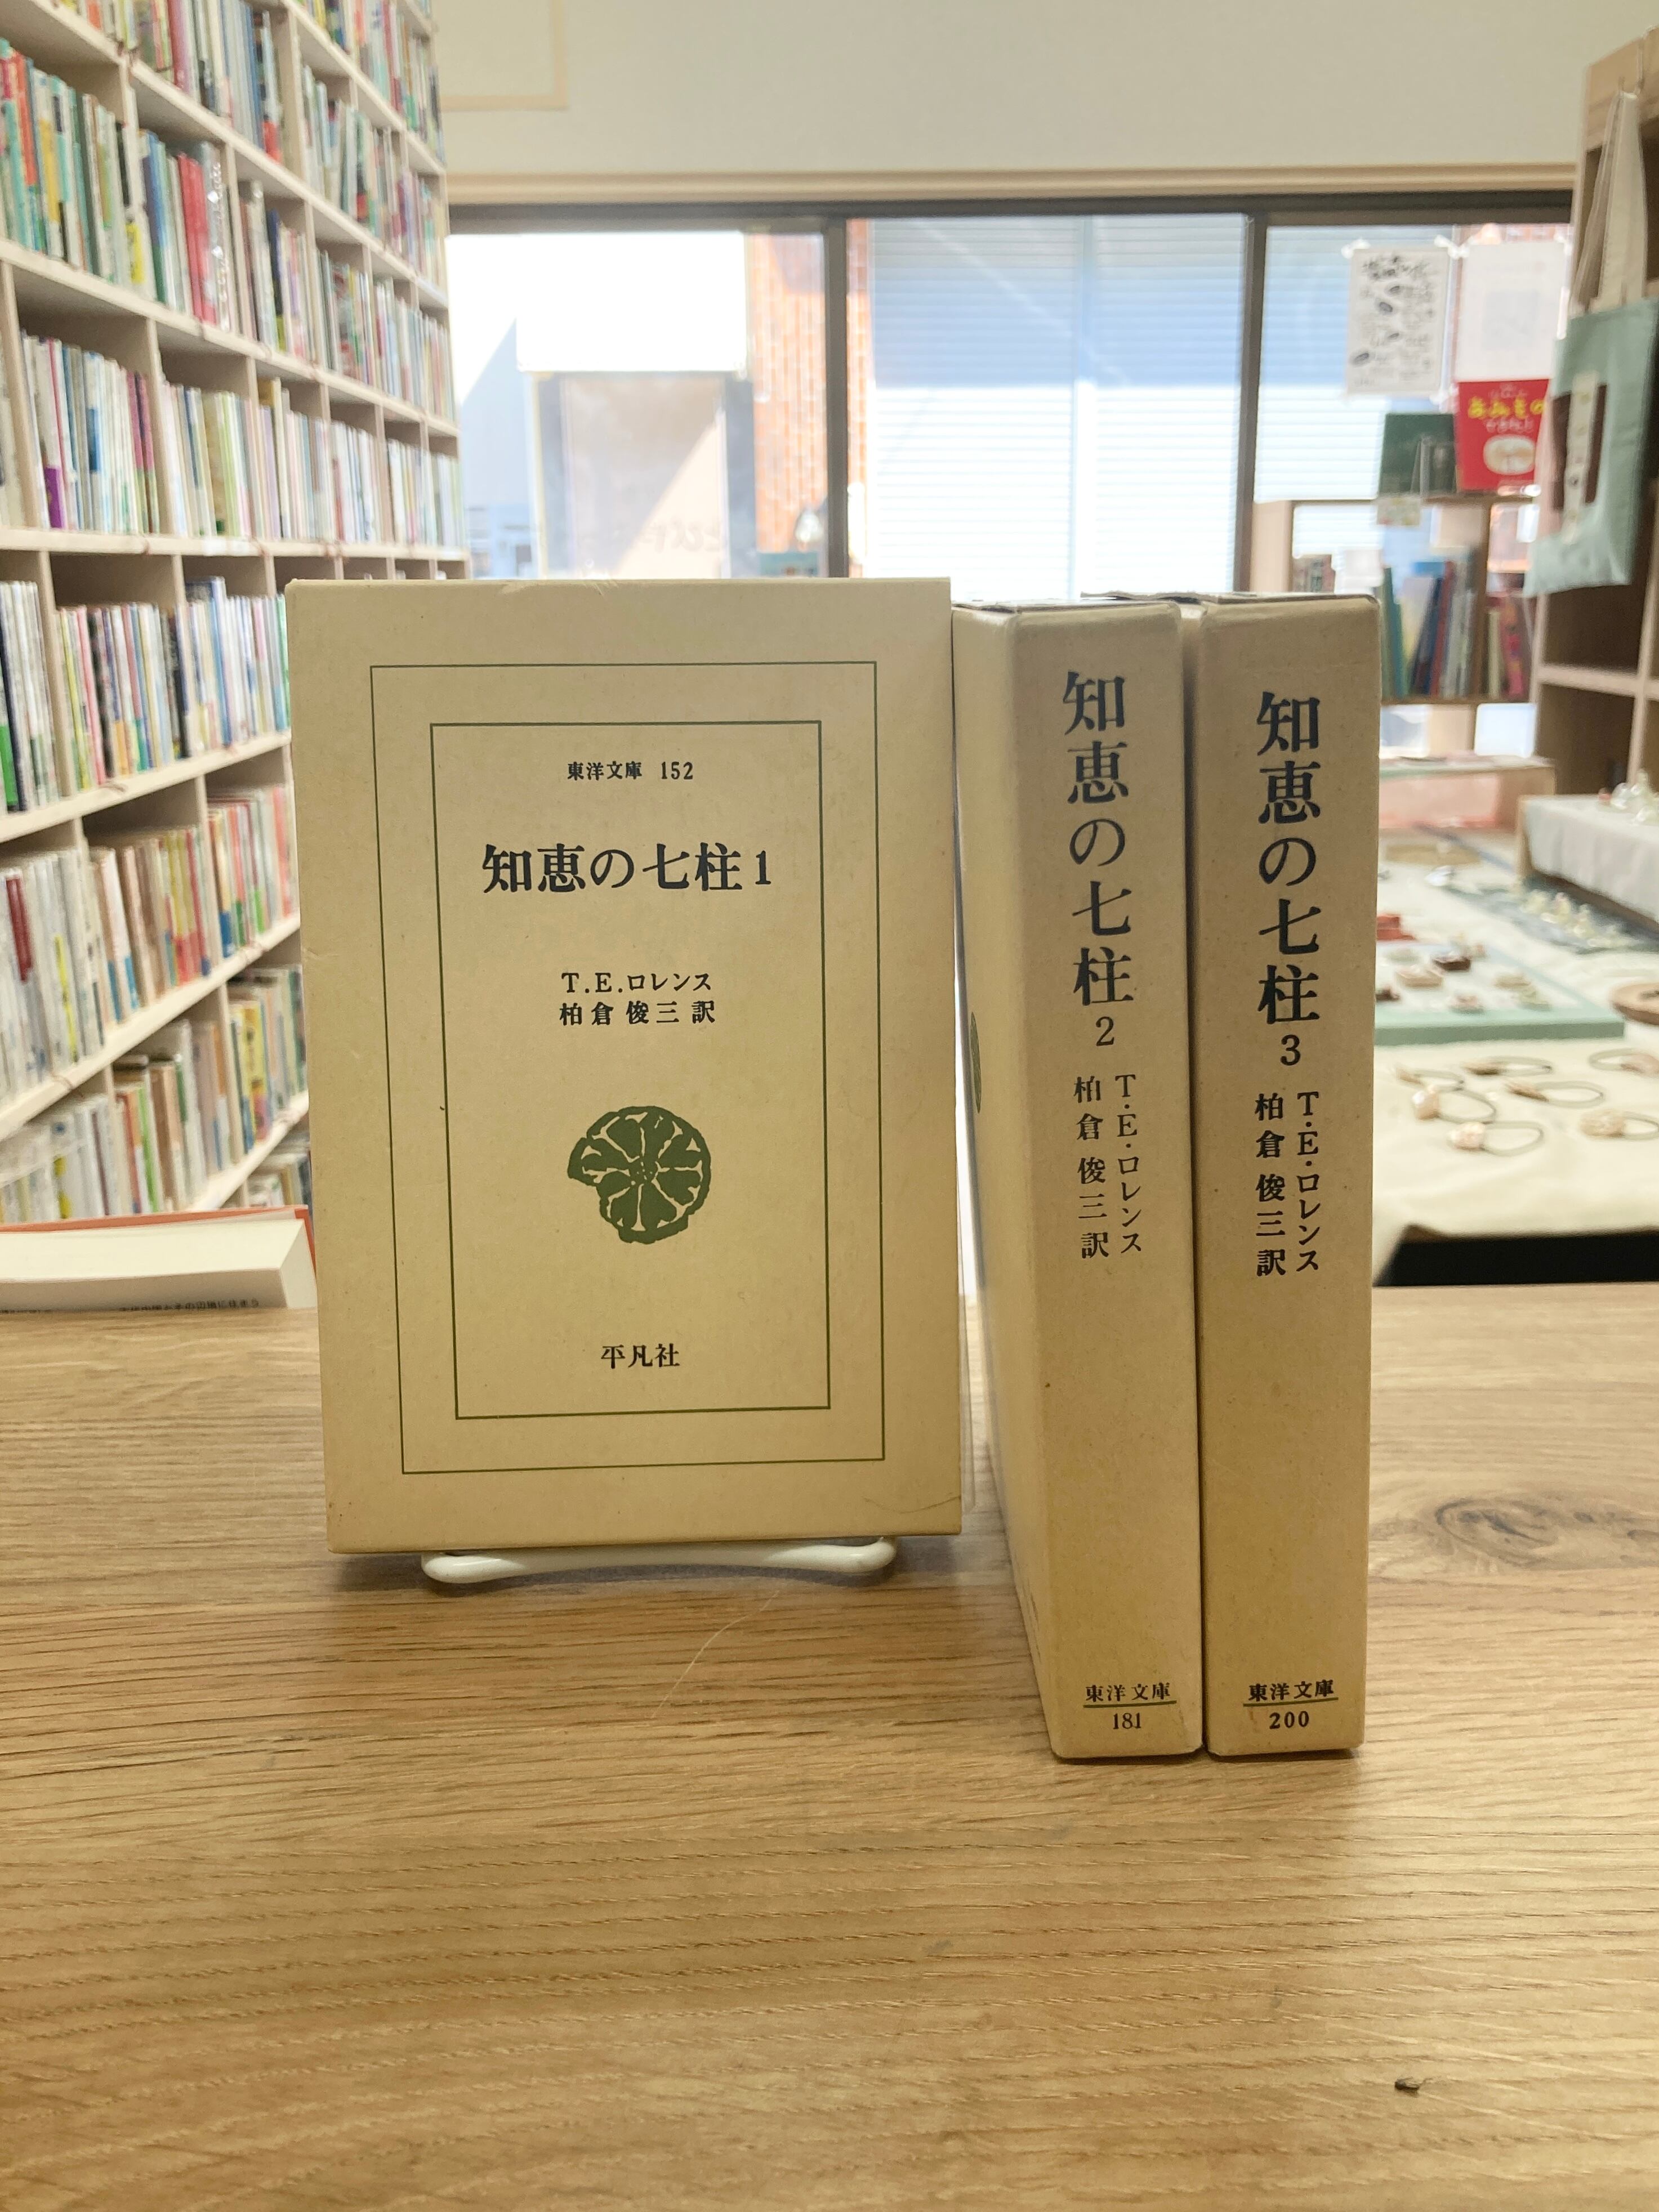 東洋文庫 152
知恵の七柱1
T.E.ロレンス
柏倉俊三訳
平凡社
知恵の七柱2
T・E・ロレンス
柏倉俊三訳
東洋文庫
181
知恵の七柱3
T・E・ロレンス
柏倉俊三訳
東洋文庫
200